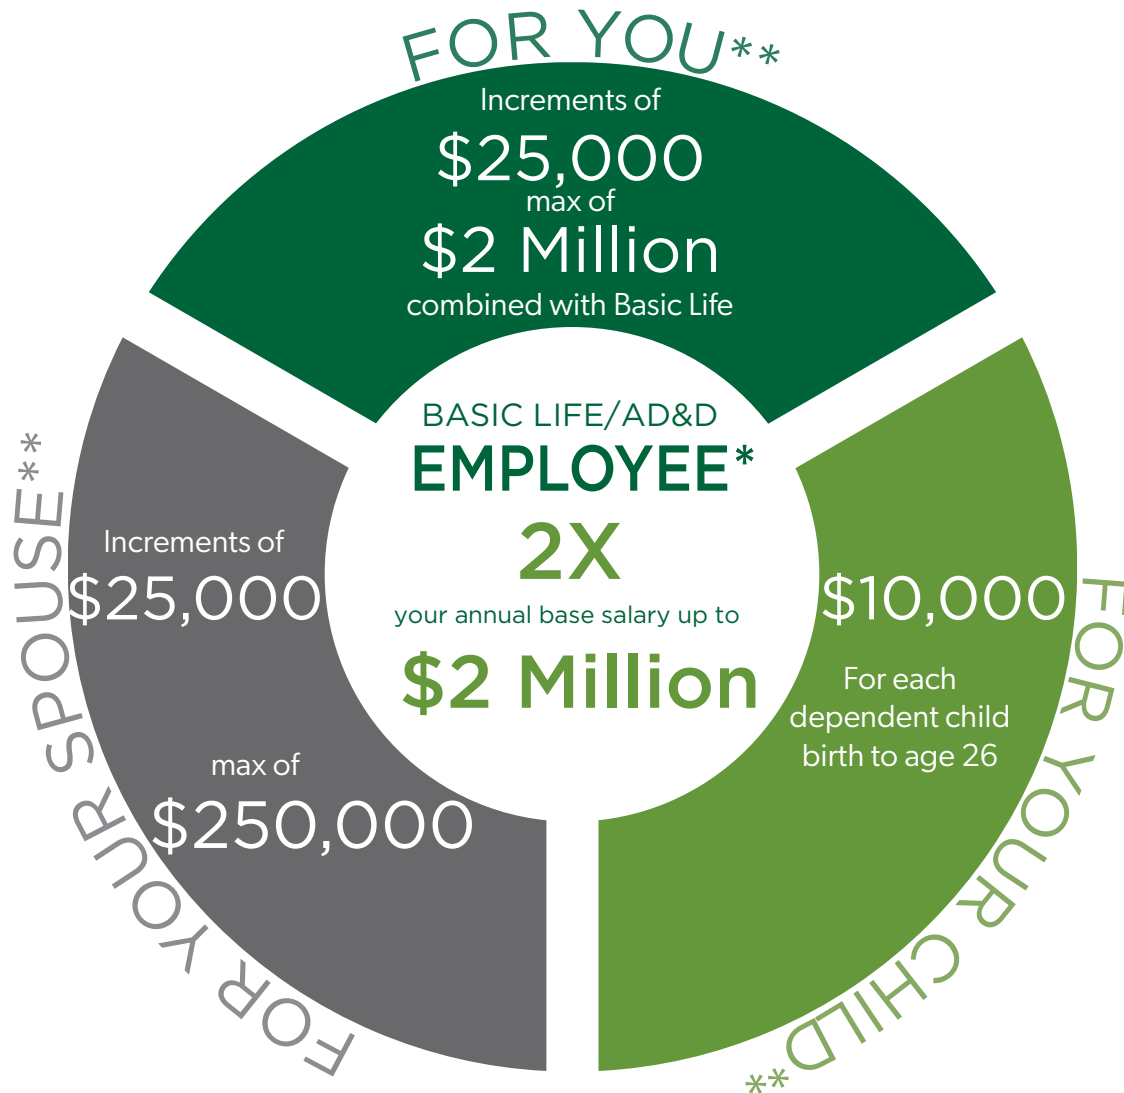 FOR YOU**
Increments of
$25,000
max of
$2 Million
combined with Basic Life
BASIC LIFE/AD&D
EMPLOYEE*
2X
your annual base salary up to
$2 Million
FOR YOUR SPOUSE**
Increments of
$25,000
max of
$250,000
FOR YOUR CHILD**
$10,000
For each
dependent child
birth to age 26